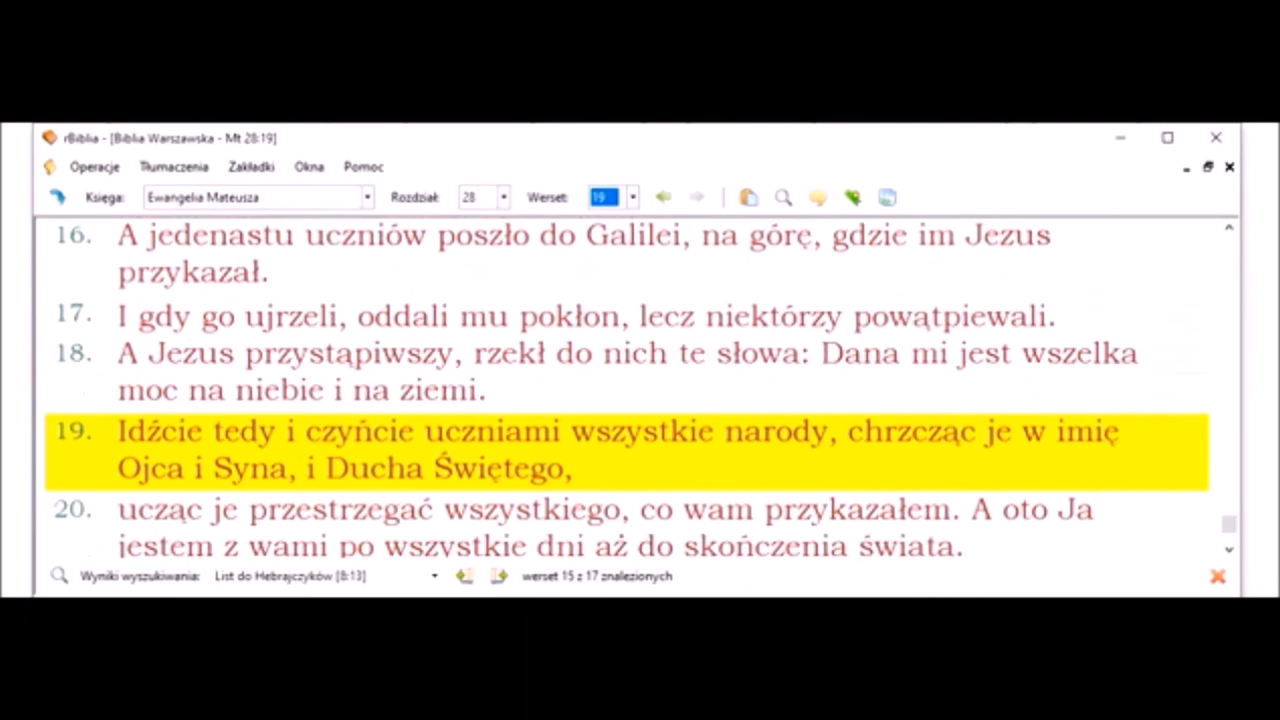 rBiblia - [Biblia Warszawska - Mt 28:19]
Operacje Tłumaczenia Zakładki Okna Pomoc
Księga: Ewangelia Mateusza Rozdział: 28 Werset: 19
16. A jedenastu uczniów poszło do Galilei, na górę, gdzie im Jezus
przykazał.
17. I gdy go ujrzeli, oddali mu pokłon, lecz niektórzy powątpiewali.
18. A Jezus przystąpiwszy, rzekł do nich te słowa: Dana mi jest wszelka
moc na niebie i na ziemi.
19. Idźcie tedy i czyńcie uczniami wszystkie narody, chrzcząc je w imię
Ojca i Syna, i Ducha Świętego,
20. ucząc je przestrzegać wszystkiego, co wam przykazałem. A oto Ja
jestem z wami po wszystkie dni aż do skończenia świata.
Wyniki wyszukiwania: List do Hebrajczyków [8:13] werset 15 z 17 znalezionych